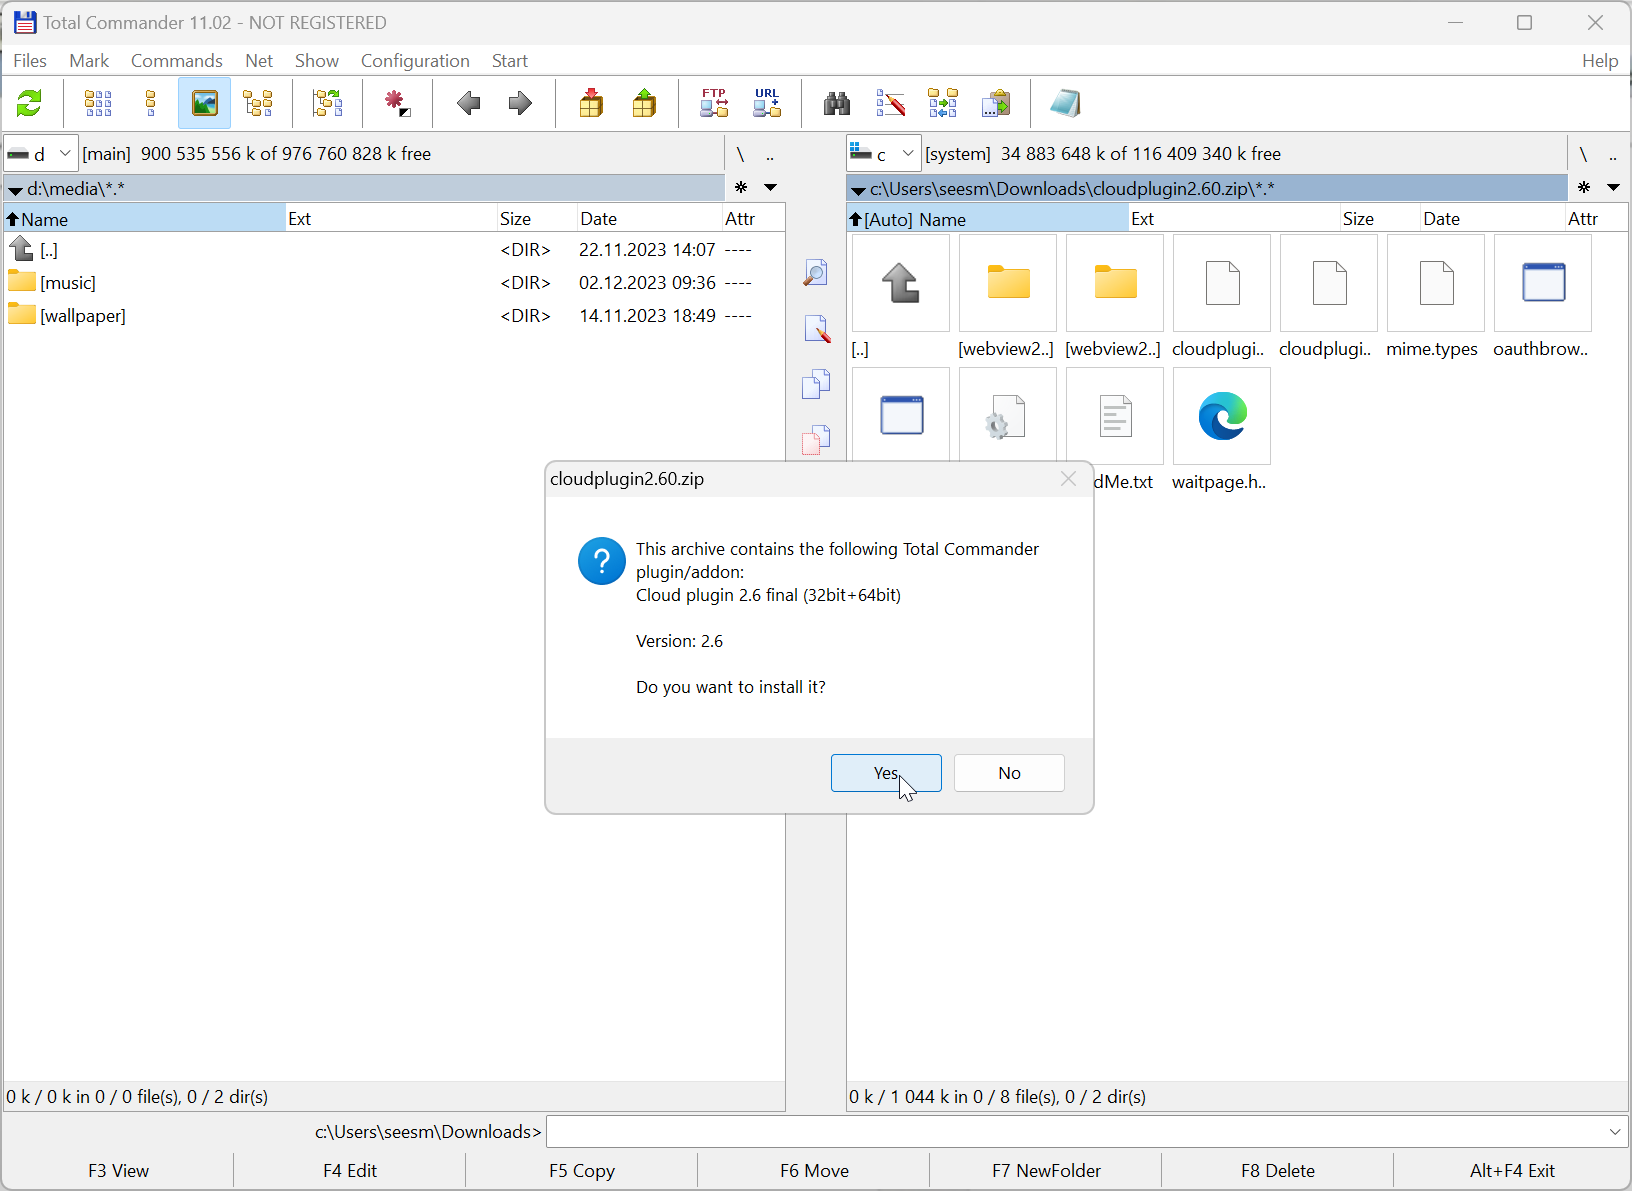 Total Commander 11.02 - NOT REGISTERED
Files Mark Commands Net Show Configuration Start Help
FTP URL
d [main] 900 535 556 k of 976 760 828 k free \ ..
c [system] 34 883 648 k of 116 409 340 k free \ ..
d:\media\*.* *
c:\Users\seesm\Downloads\cloudplugin2.60.zip\*.* *
Name Ext Size Date Attr
[..] <DIR> 22.11.2023 14:07 ----
[music] <DIR> 02.12.2023 09:36 ----
[wallpaper] <DIR> 14.11.2023 18:49 ----
[Auto] Name Ext Size Date Attr
[..] [webview2..] [webview2..] cloudplugi.. cloudplugi.. mime.types oauthbrow..
dMe.txt waitpage.h..
cloudplugin2.60.zip
?
This archive contains the following Total Commander
plugin/addon:
Cloud plugin 2.6 final (32bit+64bit)
Version: 2.6
Do you want to install it?
Yes No
0 k / 0 k in 0 / 0 file(s), 0 / 2 dir(s)
0 k / 1 044 k in 0 / 8 file(s), 0 / 2 dir(s)
c:\Users\seesm\Downloads>
F3 View F4 Edit F5 Copy F6 Move F7 NewFolder F8 Delete Alt+F4 Exit